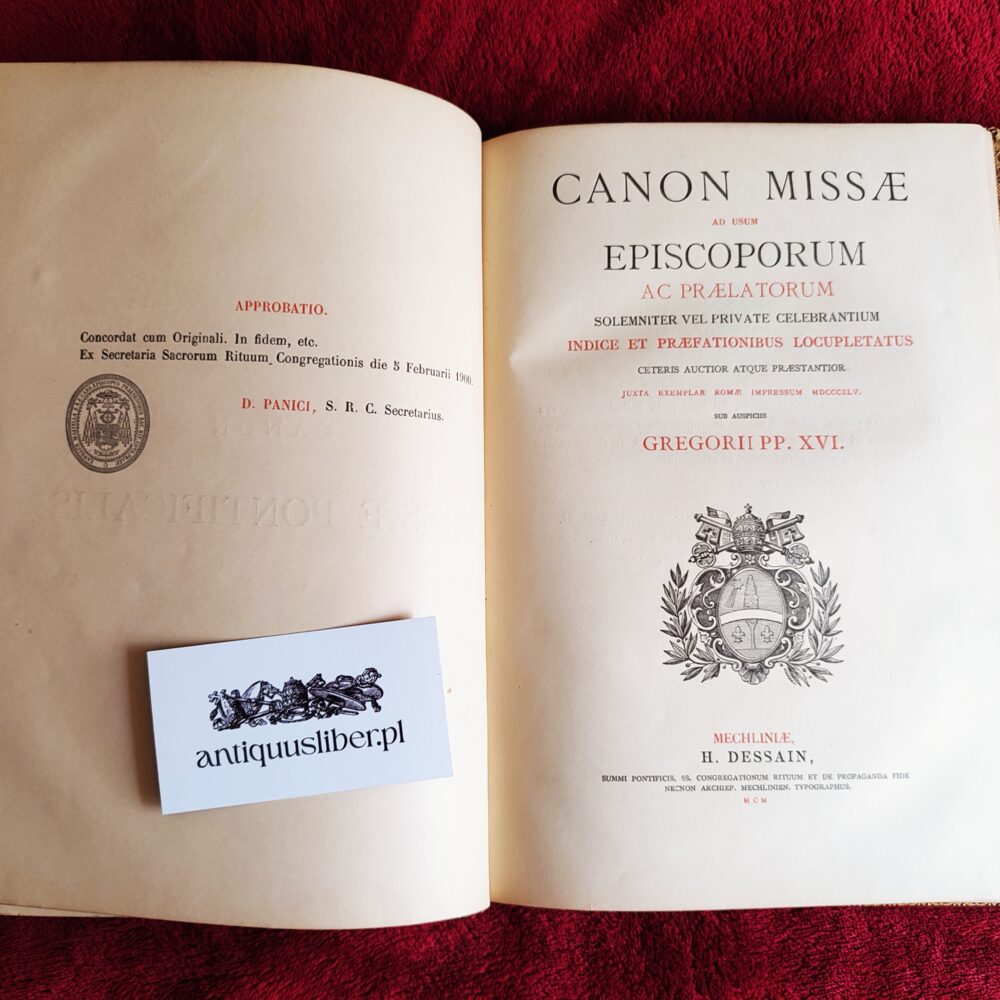 APPROBATIO.
Concordat cum Originali. In fidem, etc.
Ex Secretaria Sacrorum Rituum Congregationis die 5 Februarii 1900.
D. PANICI, S. R. C. Secretarius.
antiquusliber.pl
CANON MISSÆ
AD USUM
EPISCOPORUM
AC PRÆLATORUM
SOLEMNITER VEL PRIVATE CELEBRANTIUM
INDICE ET PRÆFATIONIBUS LOCUPLETATUS
CETERIS AUCTIOR ATQUE PRÆSTANTIOR
JUXTA EXEMPLAR ROMÆ IMPRESSUM MDCCCXLV.
SUB AUSPICIIS
GREGORII PP. XVI.
MECHLINIÆ,
H. DESSAIN,
SUMMI PONTIFICIS, SS. CONGREGATIONUM RITUUM ET DE PROPAGANDA FIDE
NECNON ARCHIEP. MECHLINIEN. TYPOGRAPHUS.
M.C.M.